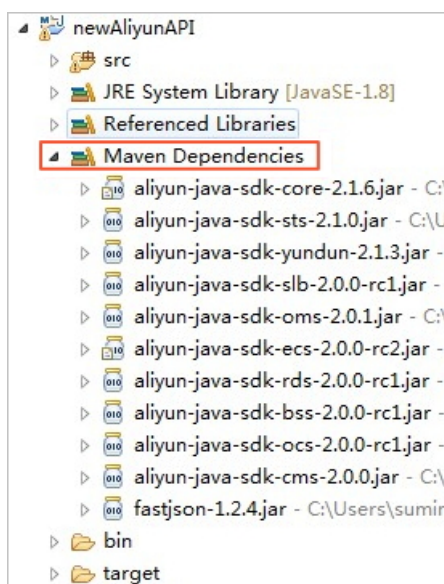 newAliyunAPI
src
JRE System Library [JavaSE-1.8]
Referenced Libraries
Maven Dependencies
aliyun-java-sdk-core-2.1.6.jar - C:
aliyun-java-sdk-sts-2.1.0.jar - C:\U
aliyun-java-sdk-yundun-2.1.3.jar -
aliyun-java-sdk-slb-2.0.0-rc1.jar -
aliyun-java-sdk-oms-2.0.1.jar - C:\
aliyun-java-sdk-ecs-2.0.0-rc2.jar -
aliyun-java-sdk-rds-2.0.0-rc1.jar -
aliyun-java-sdk-bss-2.0.0-rc1.jar -
aliyun-java-sdk-ocs-2.0.0-rc1.jar -
aliyun-java-sdk-cms-2.0.0.jar - C:\
fastjson-1.2.4.jar - C:\Users\sumir
bin
target